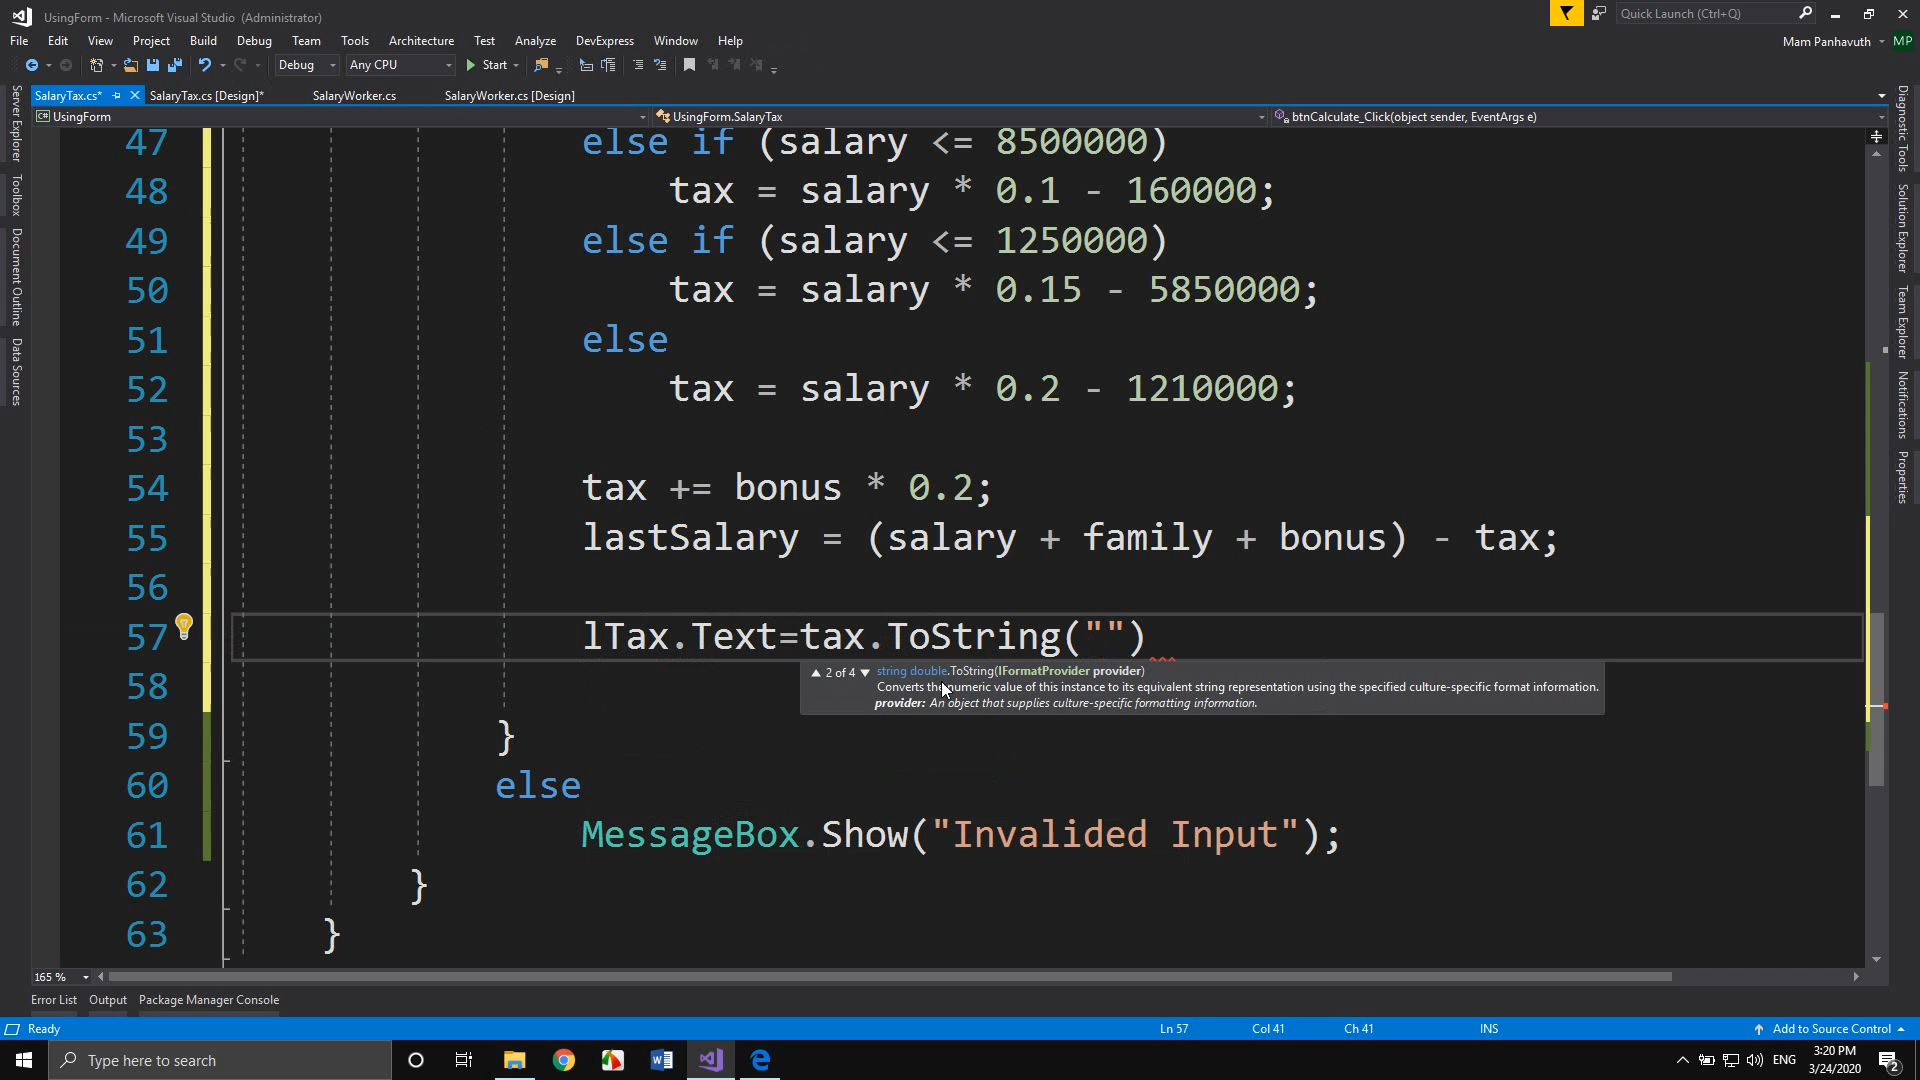 UsingForm - Microsoft Visual Studio (Administrator)
Quick Launch (Ctrl+Q)
File Edit View Project Build Debug Team Tools Architecture Test Analyze DevExpress Window Help
Mam Panhavuth MP
Debug Any CPU Start
SalaryTax.cs* SalaryTax.cs [Design]* SalaryWorker.cs SalaryWorker.cs [Design]
C# UsingForm UsingForm.SalaryTax btnCalculate_Click(object sender, EventArgs e)
Server Explorer
Toolbox
Document Outline
Data Sources
47 else if (salary <= 8500000)
48 tax = salary * 0.1 - 160000;
49 else if (salary <= 1250000)
50 tax = salary * 0.15 - 5850000;
51 else
52 tax = salary * 0.2 - 1210000;
53
54 tax += bonus * 0.2;
55 lastSalary = (salary + family + bonus) - tax;
56
57 lTax.Text=tax.ToString("")
2 of 4 string double.ToString(IFormatProvider provider)
Converts the numeric value of this instance to its equivalent string representation using the specified culture-specific format information.
provider: An object that supplies culture-specific formatting information.
58
59 }
60 else
61 MessageBox.Show("Invalided Input");
62 }
63 }
Diagnostic Tools
Solution Explorer
Team Explorer
Notifications
Properties
165 %
Error List Output Package Manager Console
Ready Ln 57 Col 41 Ch 41 INS Add to Source Control
Type here to search
ENG 3:20 PM
3/24/2020
2